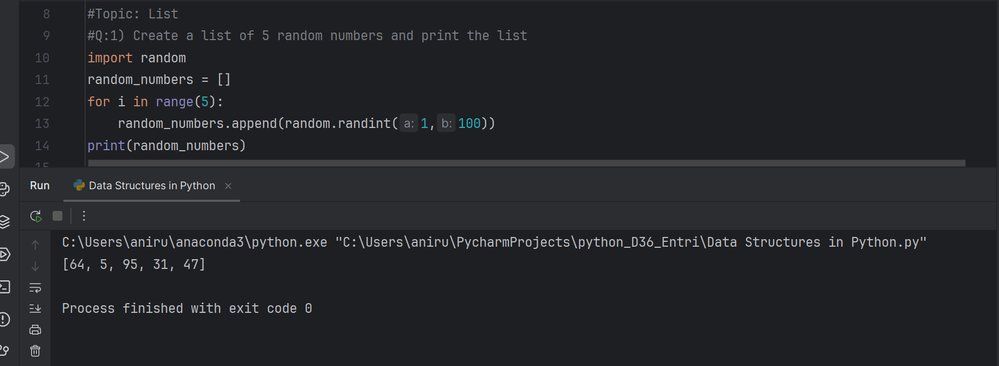 8 #Topic: List
9 #Q:1) Create a list of 5 random numbers and print the list
10 import random
11 random_numbers = []
12 for i in range(5):
13 random_numbers.append(random.randint( a: 1, b: 100))
14 print(random_numbers)
15
Run Data Structures in Python
C:\Users\aniru\anaconda3\python.exe "C:\Users\aniru\PycharmProjects\python_D36_Entri\Data Structures in Python.py"
[64, 5, 95, 31, 47]
Process finished with exit code 0